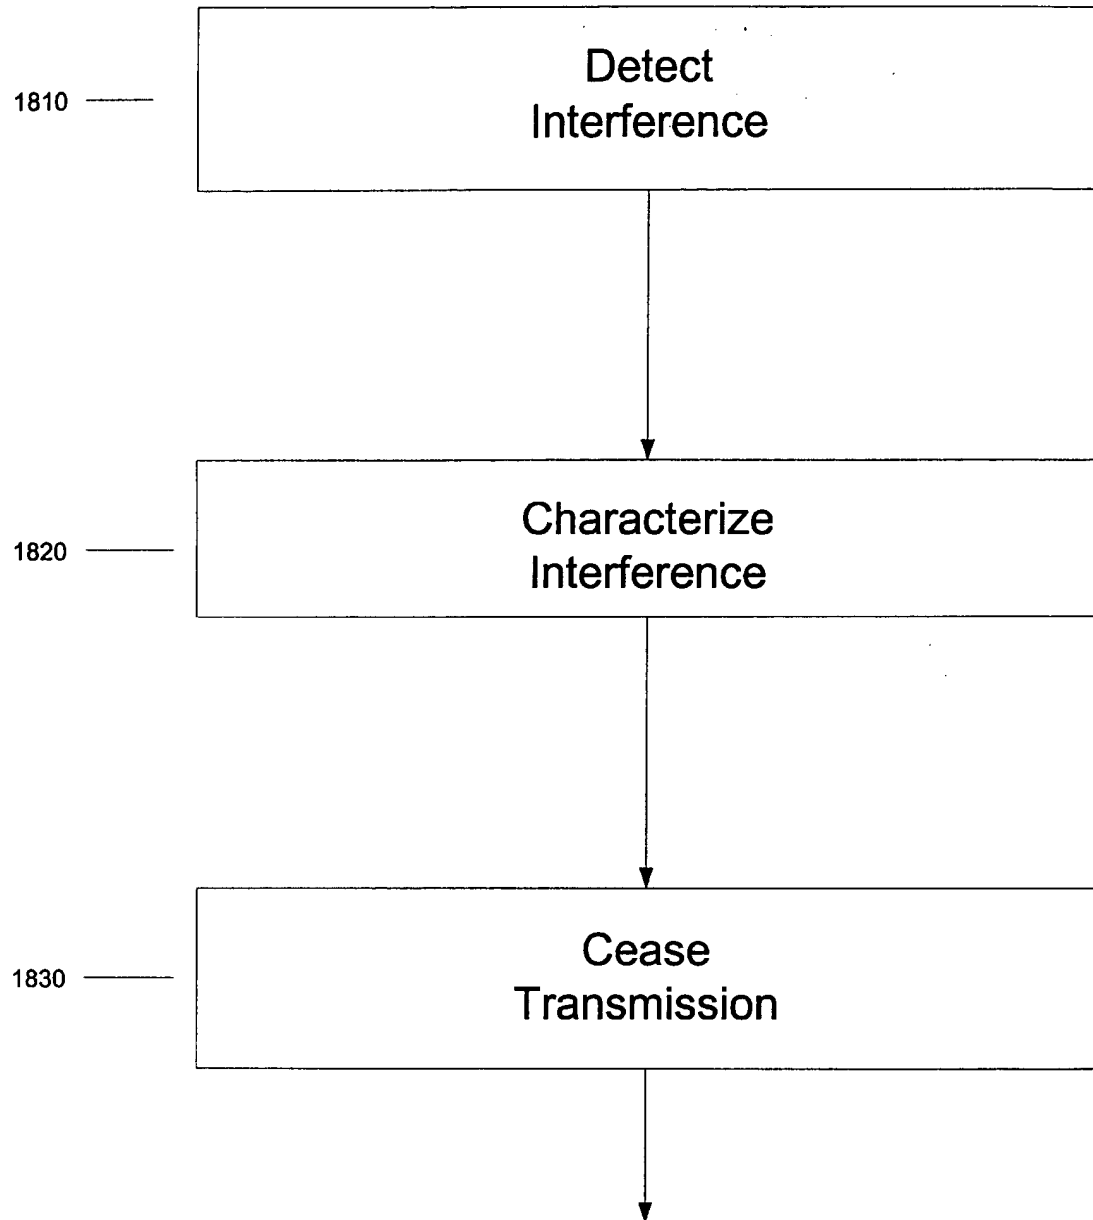 Detect
Interference
1810
Characterize
Interference
1820
Cease
Transmission
1830